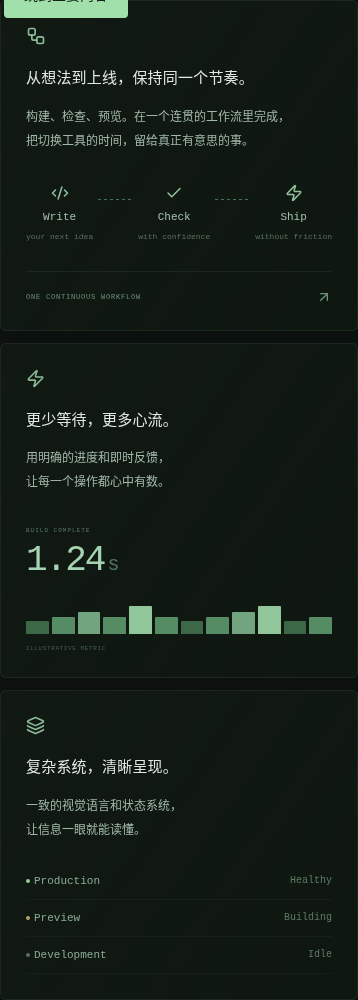 从想法到上线，保持同一个节奏。
构建、检查、预览。在一个连贯的工作流里完成，
把切换工具的时间，留给真正有意思的事。
Write
Check
Ship
your next idea
with confidence
without friction
ONE CONTINUOUS WORKFLOW
更少等待，更多心流。
用明确的进度和即时反馈，
让每一个操作都心中有数。
BUILD COMPLETE
1.24s
ILLUSTRATIVE METRIC
复杂系统，清晰呈现。
一致的视觉语言和状态系统，
让信息一眼就能读懂。
Production Healthy
Preview Building
Development Idle